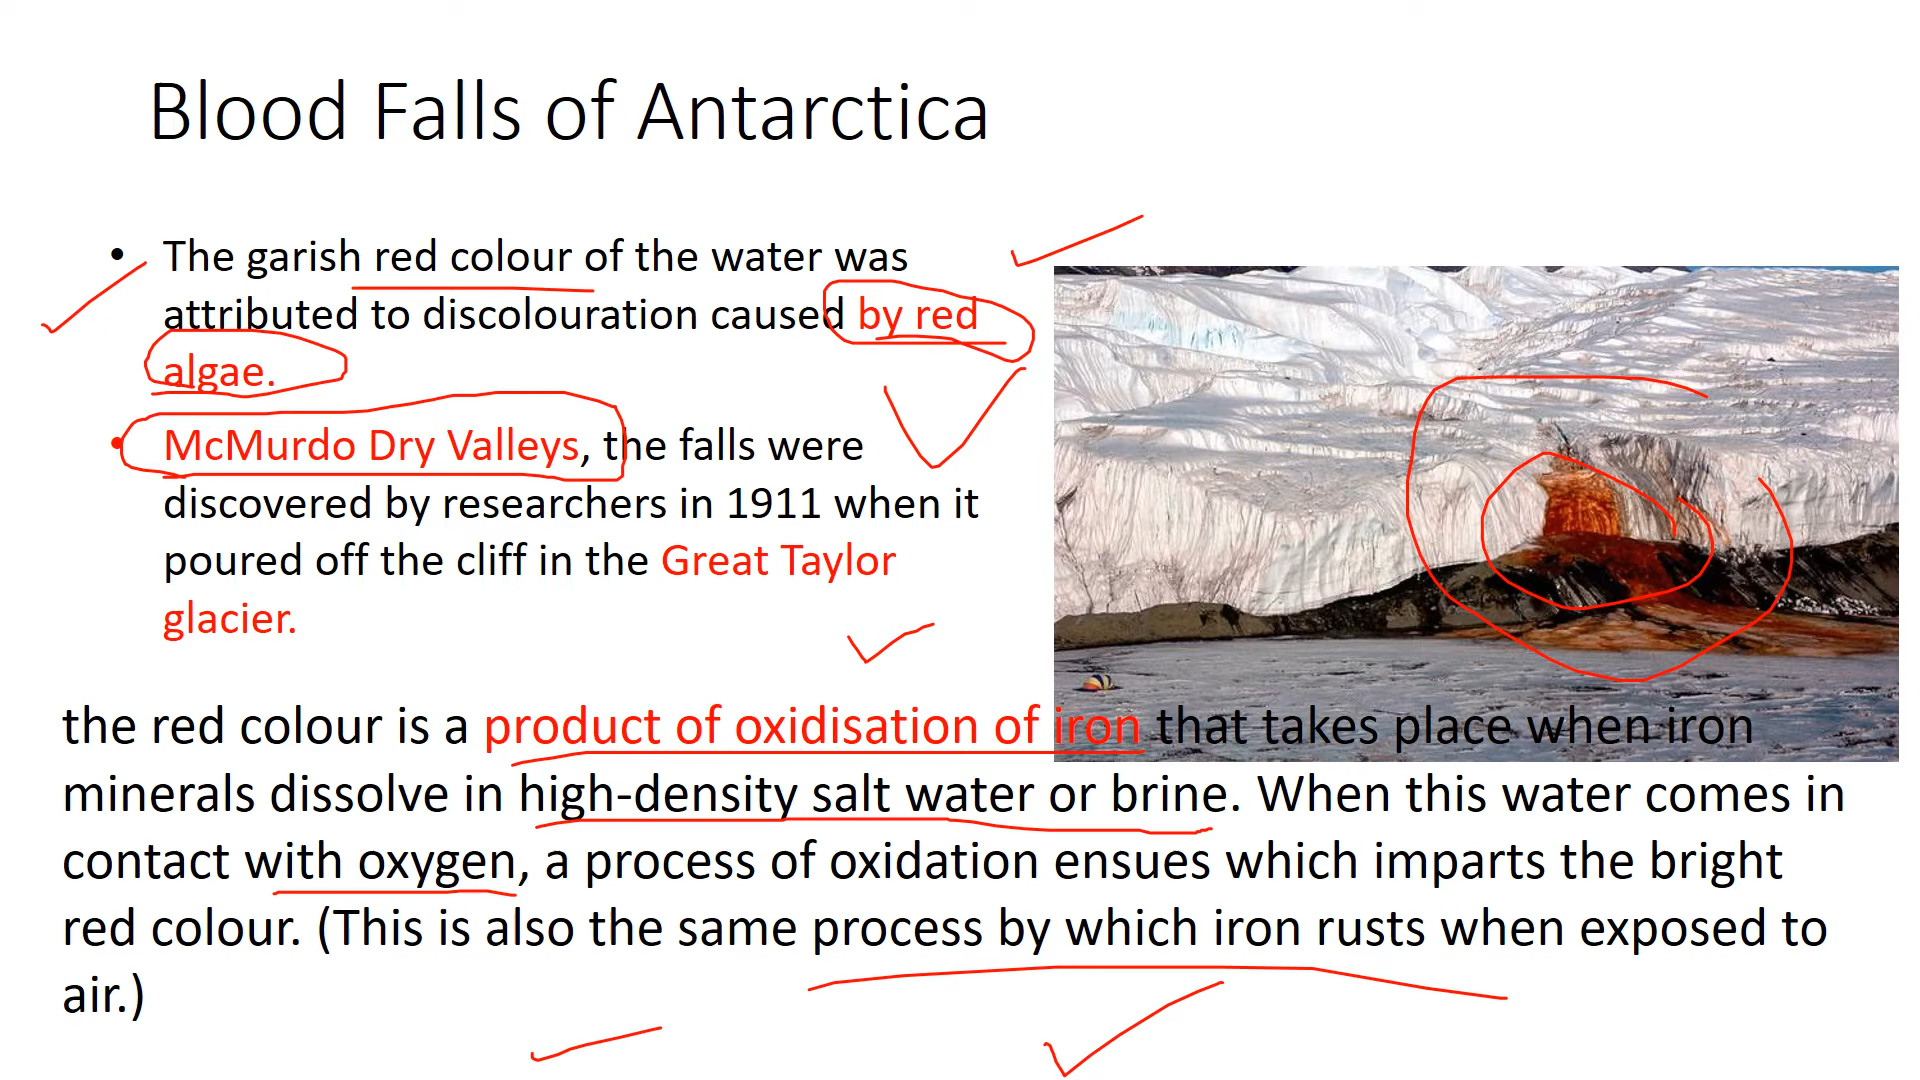 Blood Falls of Antarctica
• The garish red colour of the water was
attributed to discolouration caused by red
algae.
• McMurdo Dry Valleys, the falls were
discovered by researchers in 1911 when it
poured off the cliff in the Great Taylor
glacier.
the red colour is a product of oxidisation of iron that takes place when iron
minerals dissolve in high-density salt water or brine. When this water comes in
contact with oxygen, a process of oxidation ensues which imparts the bright
red colour. (This is also the same process by which iron rusts when exposed to
air.)